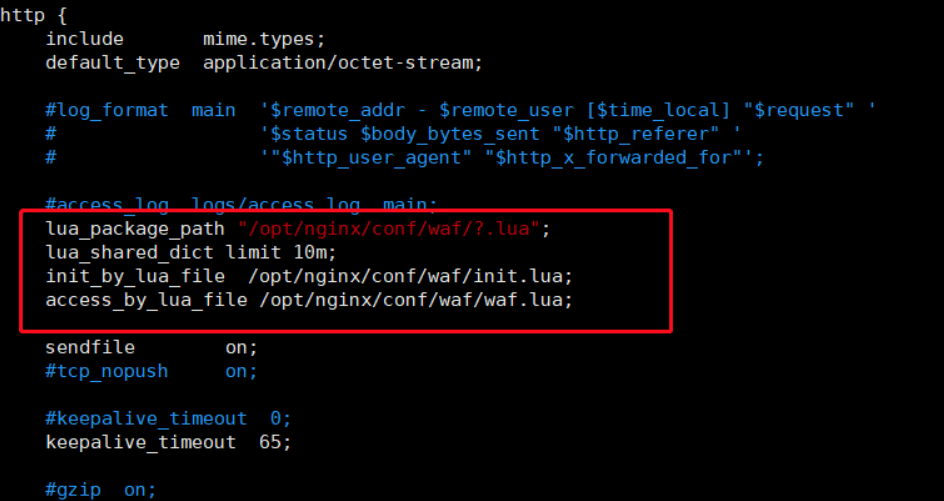 http {
    include       mime.types;
    default_type  application/octet-stream;
    #log_format  main  '$remote_addr - $remote_user [$time_local] "$request" '
    #                  '$status $body_bytes_sent "$http_referer" '
    #                  '"$http_user_agent" "$http_x_forwarded_for"';
    #access_log  logs/access.log  main;
    lua_package_path "/opt/nginx/conf/waf/?.lua";
    lua_shared_dict limit 10m;
    init_by_lua_file  /opt/nginx/conf/waf/init.lua;
    access_by_lua_file /opt/nginx/conf/waf/waf.lua;
    sendfile        on;
    #tcp_nopush     on;
    #keepalive_timeout  0;
    keepalive_timeout  65;
    #gzip  on;